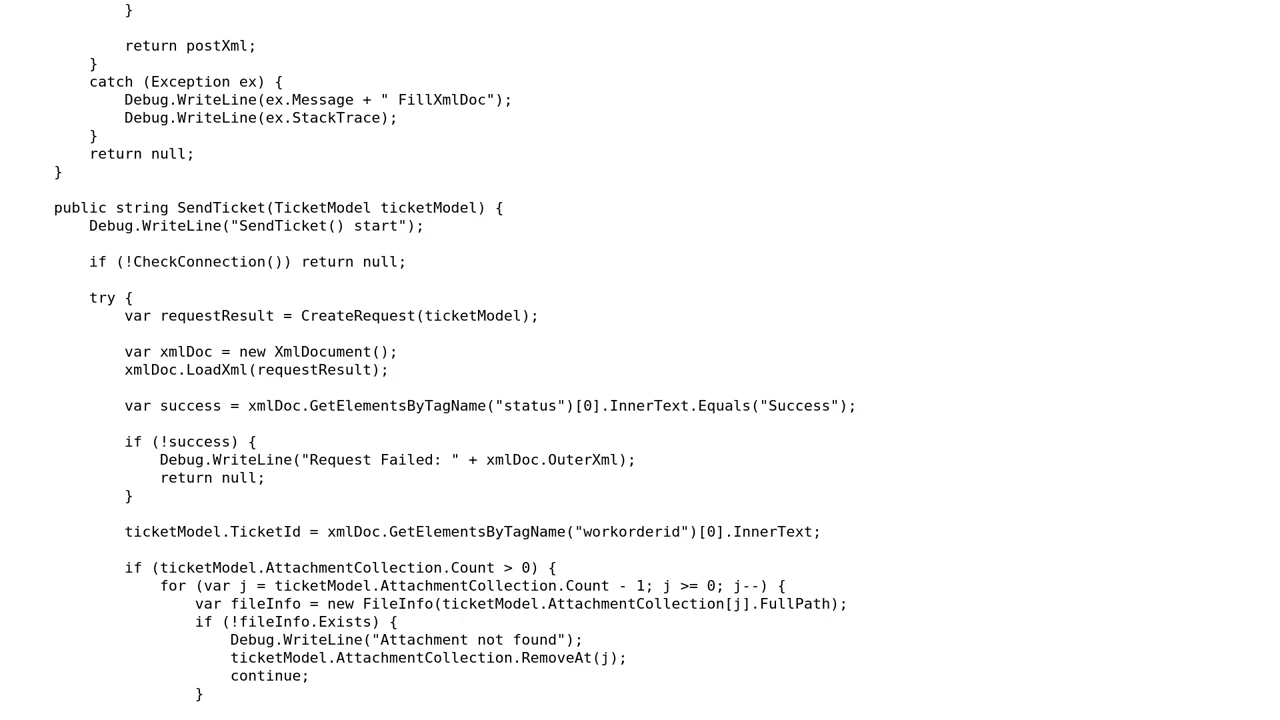 }
return postXml;
}
catch (Exception ex) {
Debug.WriteLine(ex.Message + " FillXmlDoc");
Debug.WriteLine(ex.StackTrace);
}
return null;
}
public string SendTicket(TicketModel ticketModel) {
Debug.WriteLine("SendTicket() start");
if (!CheckConnection()) return null;
try {
var requestResult = CreateRequest(ticketModel);
var xmlDoc = new XmlDocument();
xmlDoc.LoadXml(requestResult);
var success = xmlDoc.GetElementsByTagName("status")[0].InnerText.Equals("Success");
if (!success) {
Debug.WriteLine("Request Failed: " + xmlDoc.OuterXml);
return null;
}
ticketModel.TicketId = xmlDoc.GetElementsByTagName("workorderid")[0].InnerText;
if (ticketModel.AttachmentCollection.Count > 0) {
for (var j = ticketModel.AttachmentCollection.Count - 1; j >= 0; j--) {
var fileInfo = new FileInfo(ticketModel.AttachmentCollection[j].FullPath);
if (!fileInfo.Exists) {
Debug.WriteLine("Attachment not found");
ticketModel.AttachmentCollection.RemoveAt(j);
continue;
}